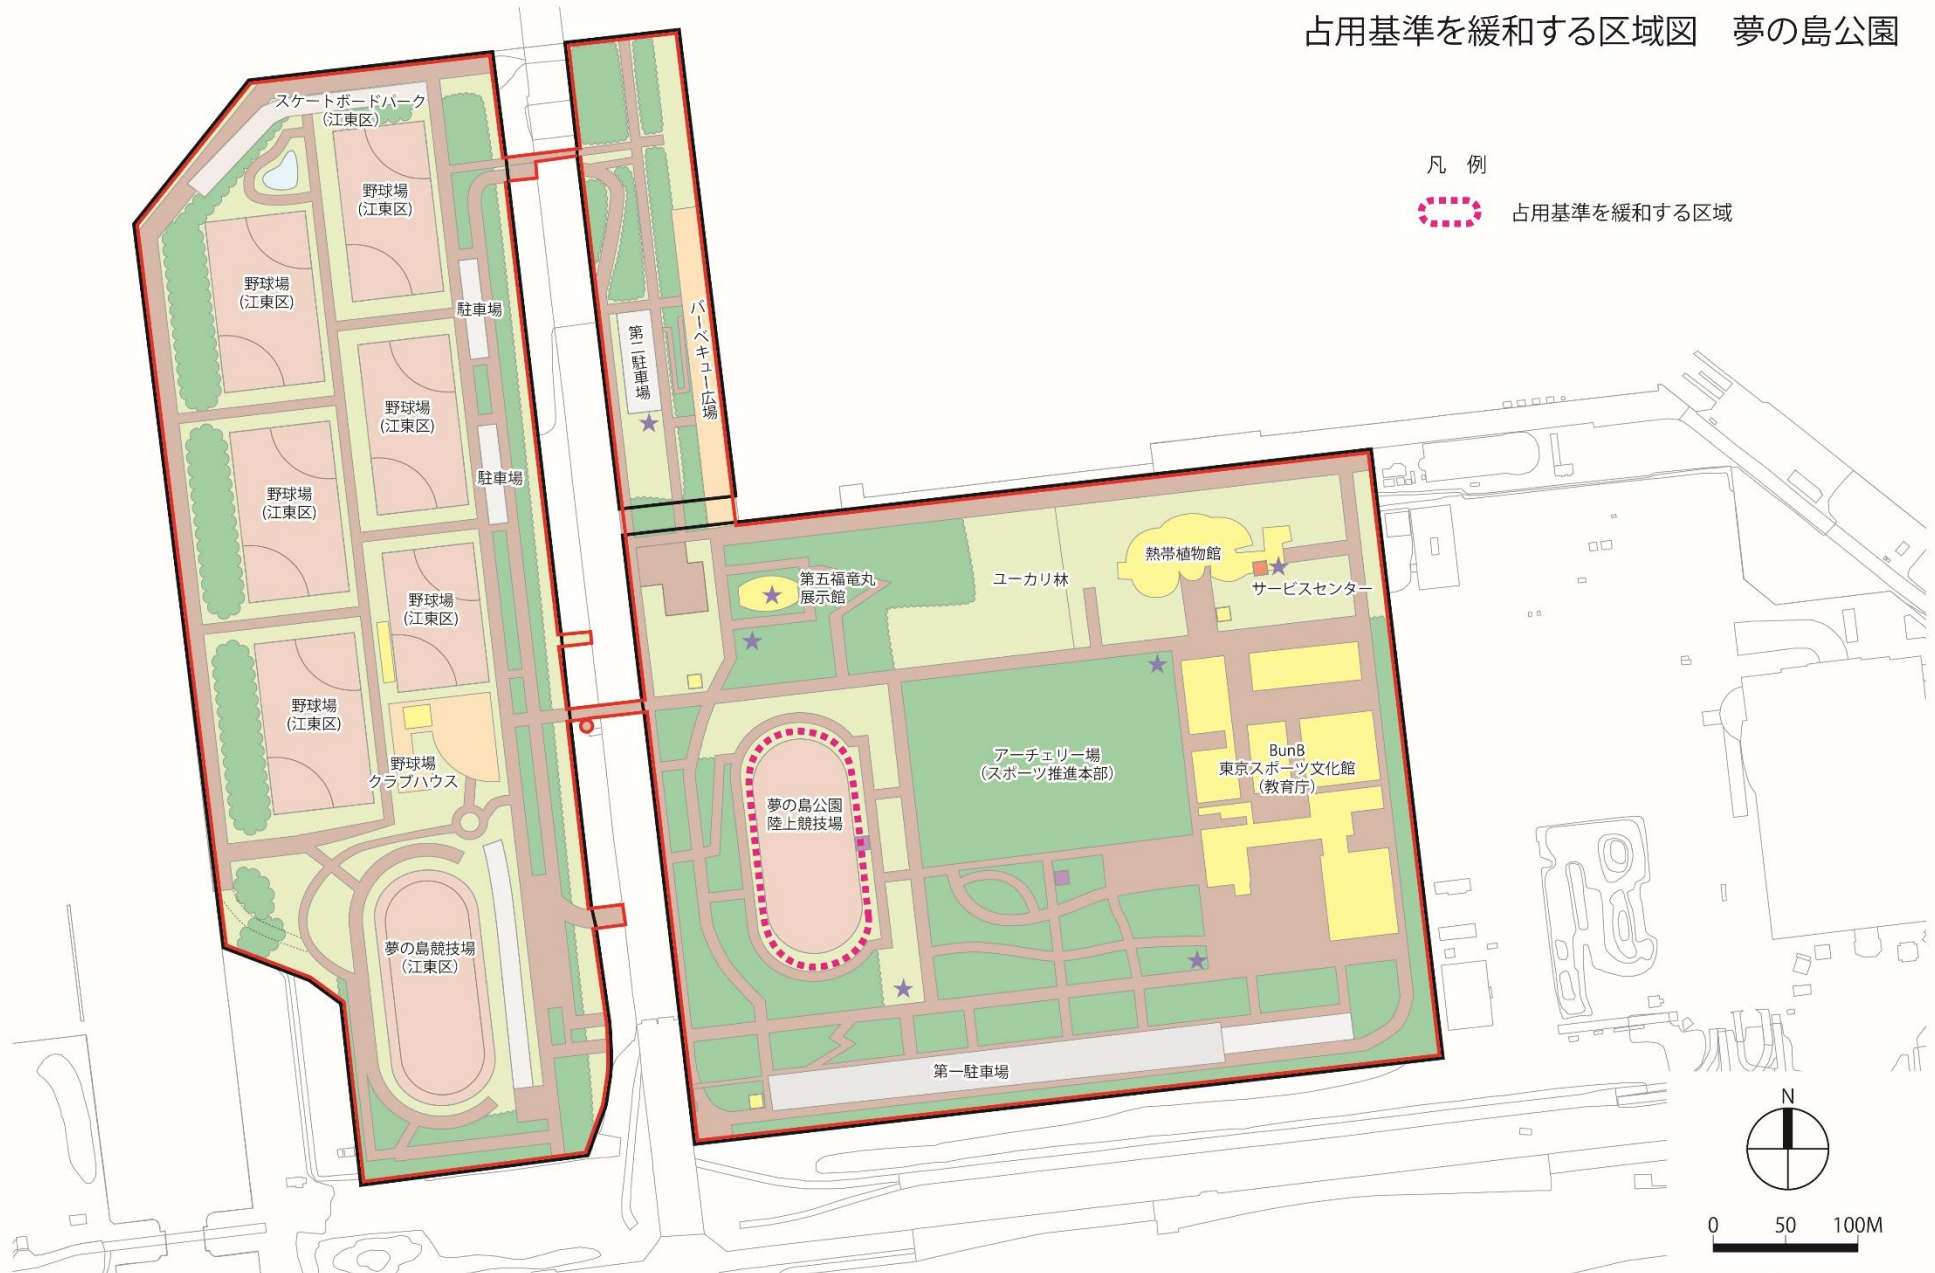 占用基準を緩和する区域図　夢の島公園
凡　例
占用基準を緩和する区域
スケートボードパーク
（江東区）
野球場
(江東区)
野球場
(江東区)
駐車場
第二駐車場
バーベキュー広場
野球場
(江東区)
駐車場
野球場
(江東区)
野球場
(江東区)
野球場
(江東区)
野球場
クラブハウス
第五福竜丸
展示館
ユーカリ林
熱帯植物館
サービスセンター
アーチェリー場
（スポーツ推進本部）
BunB
東京スポーツ文化館
（教育庁）
夢の島公園
陸上競技場
夢の島競技場
（江東区）
第一駐車場
N
0 50 100M